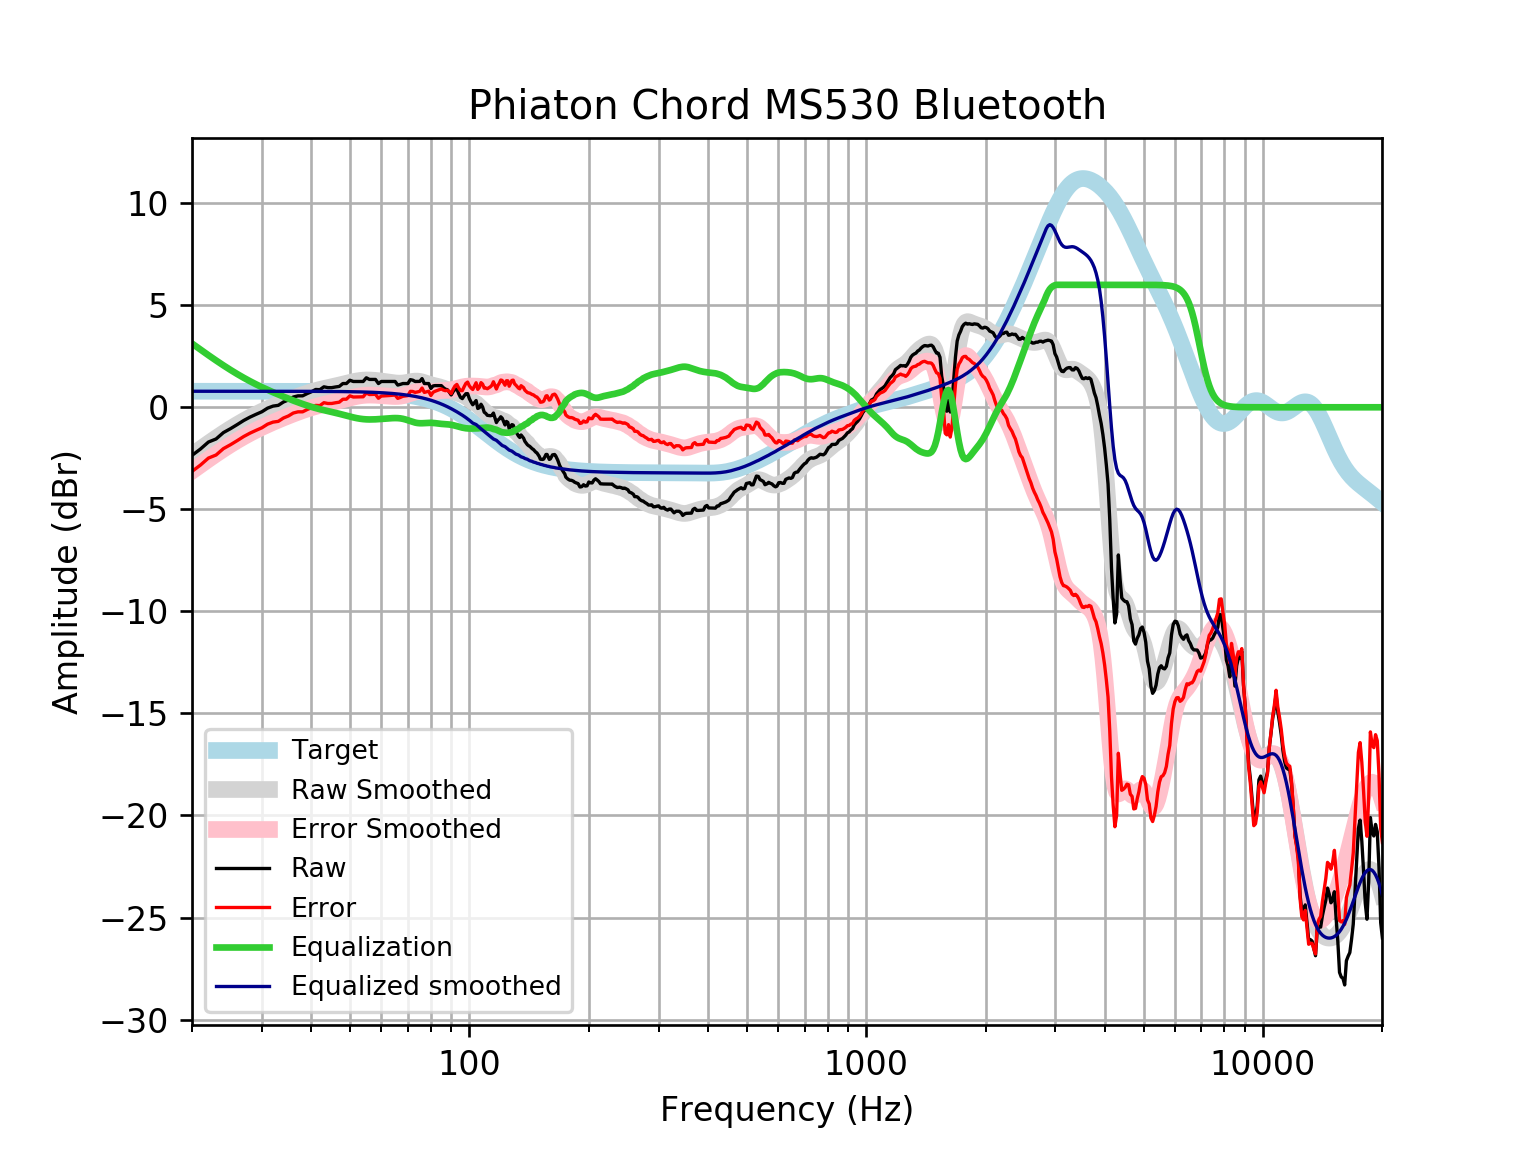 Phiaton Chord MS530 Bluetooth
10
5
0
−5
−10
−15
−20
−25
−30
Amplitude (dBr)
Target
Raw Smoothed
Error Smoothed
Raw
Error
Equalization
Equalized smoothed
100 1000 10000
Frequency (Hz)